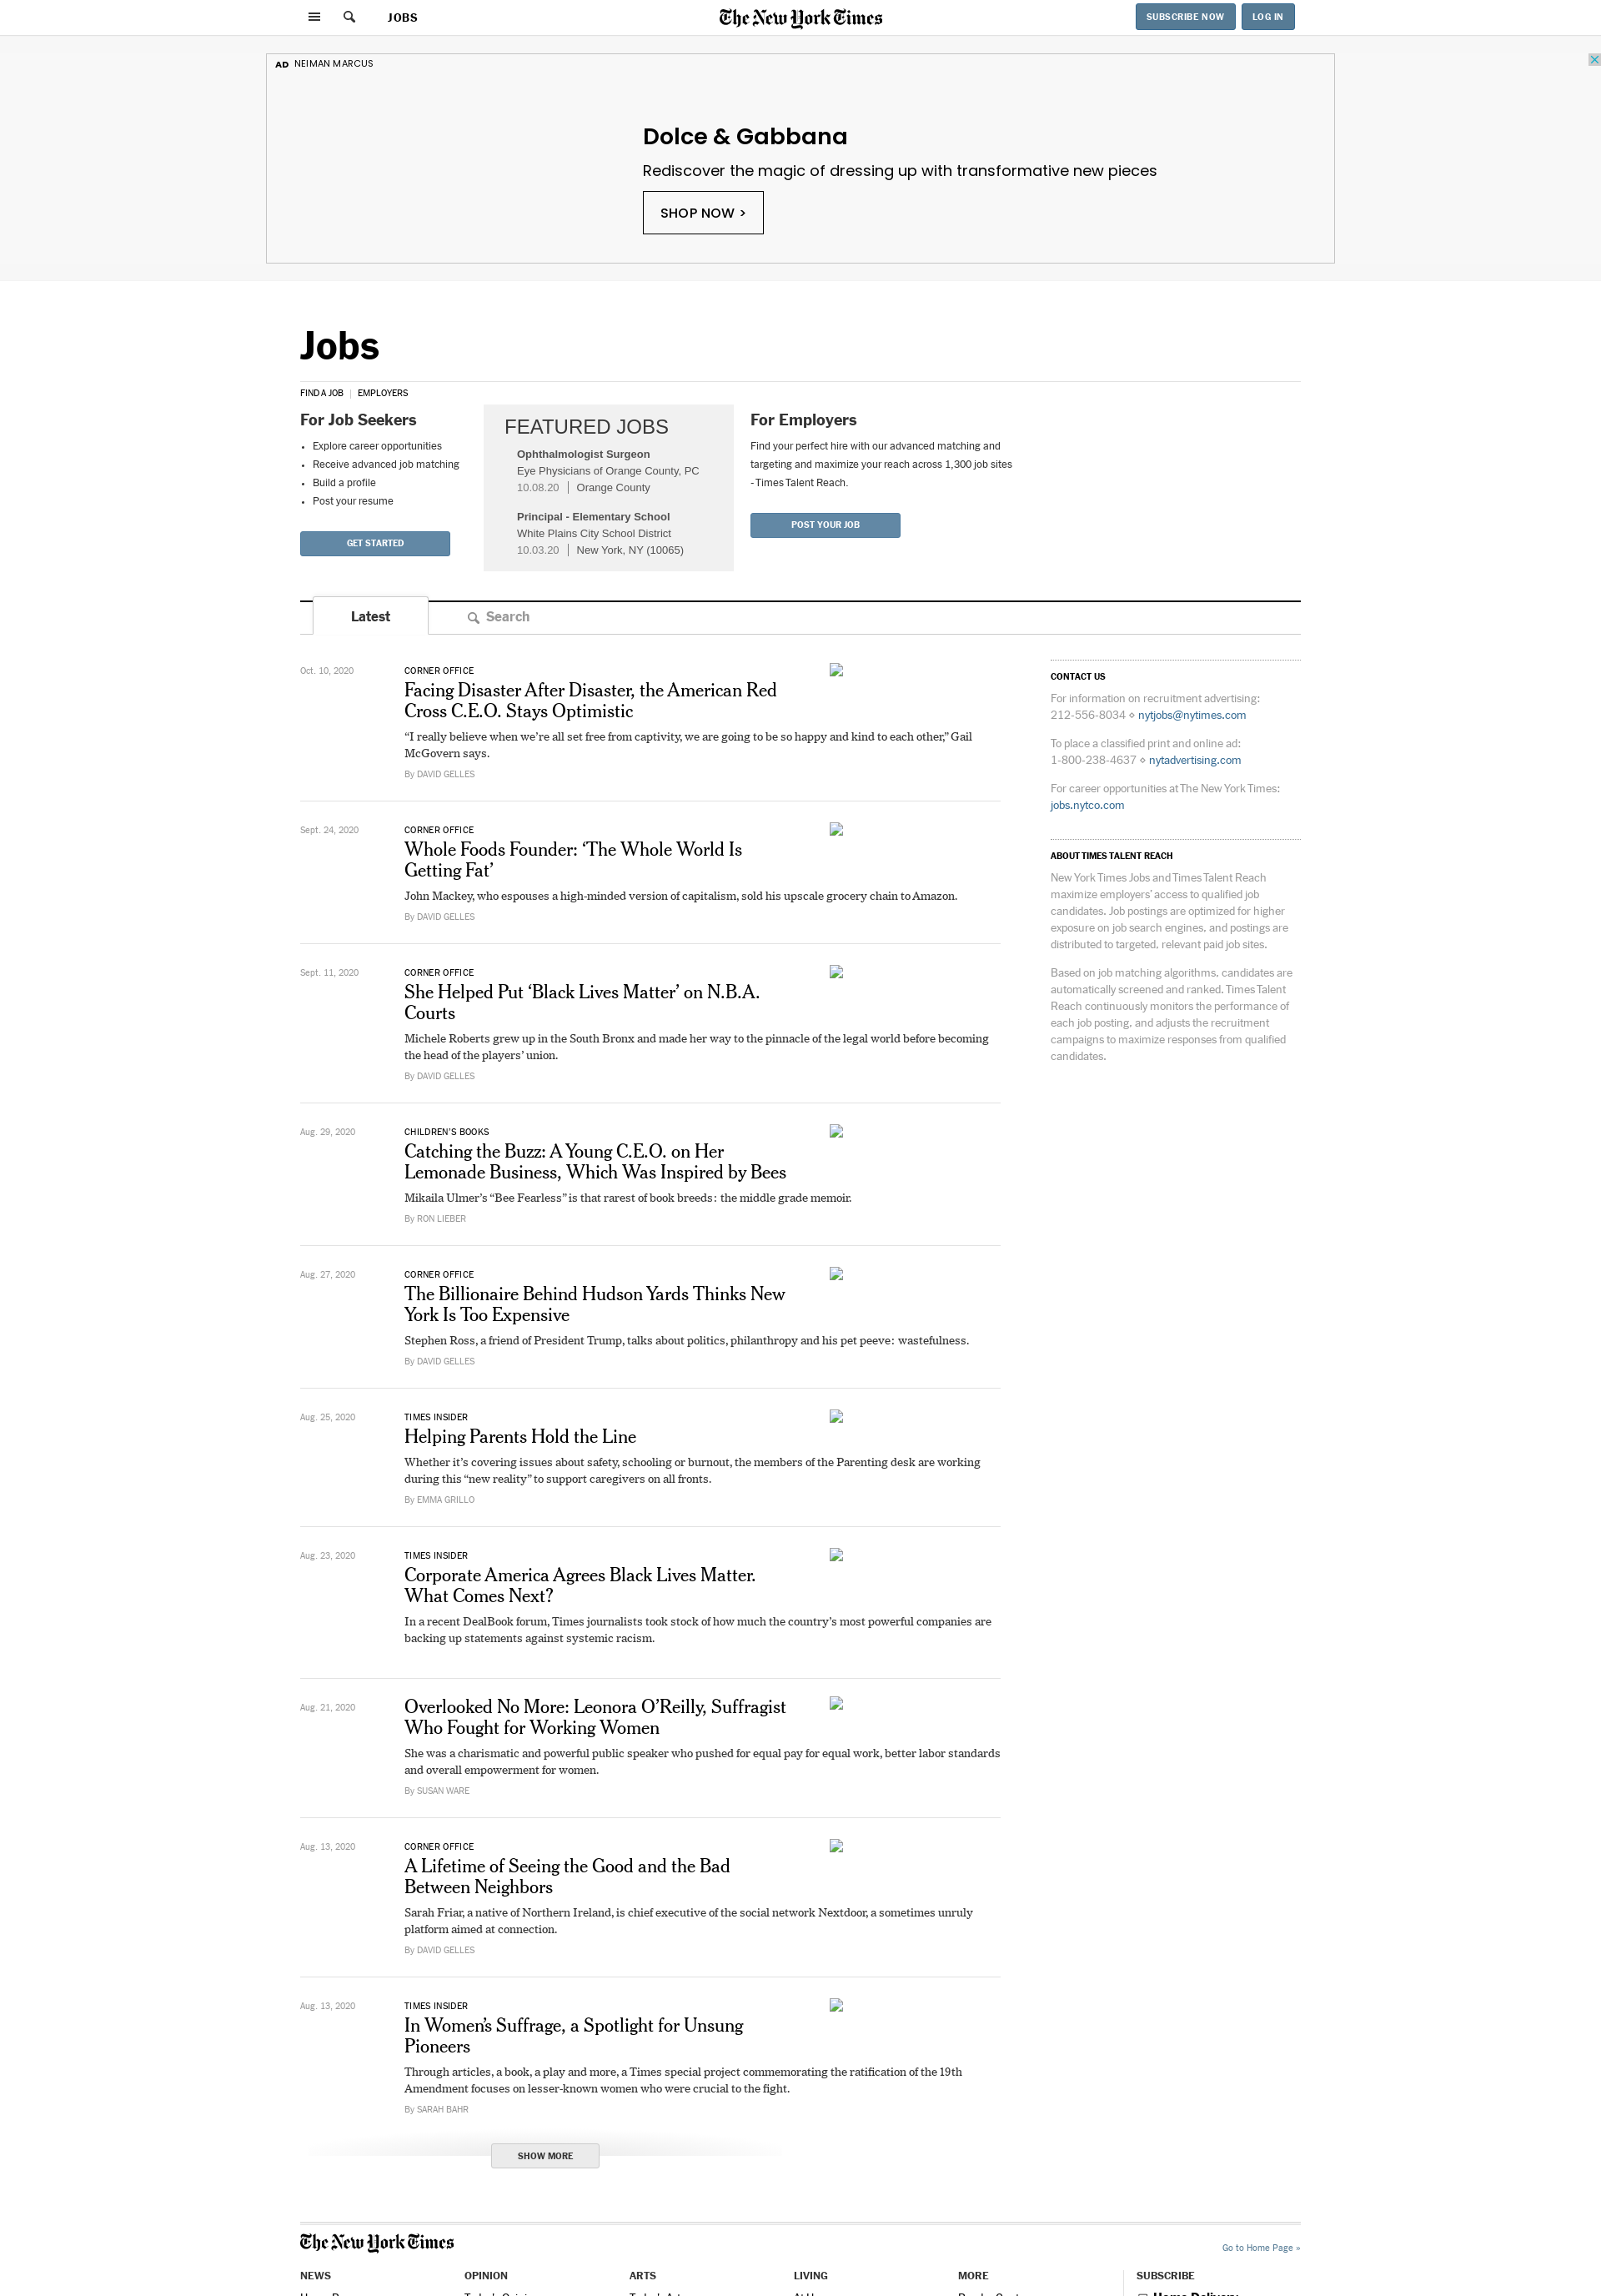 JOBS
The New York Times
SUBSCRIBE NOW
LOG IN
AD NEIMAN MARCUS
Dolce & Gabbana
Rediscover the magic of dressing up with transformative new pieces
SHOP NOW >
Jobs
FIND A JOB
EMPLOYERS
For Job Seekers
• Explore career opportunities
• Receive advanced job matching
• Build a profile
• Post your resume
GET STARTED
FEATURED JOBS
Ophthalmologist Surgeon
Eye Physicians of Orange County, PC
10.08.20 | Orange County
Principal - Elementary School
White Plains City School District
10.03.20 | New York, NY (10065)
For Employers
Find your perfect hire with our advanced matching and
targeting and maximize your reach across 1,300 job sites
- Times Talent Reach.
POST YOUR JOB
Latest
Search
Oct. 10, 2020
CORNER OFFICE
Facing Disaster After Disaster, the American Red
Cross C.E.O. Stays Optimistic
“I really believe when we’re all set free from captivity, we are going to be so happy and kind to each other,” Gail
McGovern says.
By DAVID GELLES
Sept. 24, 2020
CORNER OFFICE
Whole Foods Founder: ‘The Whole World Is
Getting Fat’
John Mackey, who espouses a high-minded version of capitalism, sold his upscale grocery chain to Amazon.
By DAVID GELLES
Sept. 11, 2020
CORNER OFFICE
She Helped Put ‘Black Lives Matter’ on N.B.A.
Courts
Michele Roberts grew up in the South Bronx and made her way to the pinnacle of the legal world before becoming
the head of the players’ union.
By DAVID GELLES
Aug. 29, 2020
CHILDREN’S BOOKS
Catching the Buzz: A Young C.E.O. on Her
Lemonade Business, Which Was Inspired by Bees
Mikaila Ulmer’s “Bee Fearless” is that rarest of book breeds: the middle grade memoir.
By RON LIEBER
Aug. 27, 2020
CORNER OFFICE
The Billionaire Behind Hudson Yards Thinks New
York Is Too Expensive
Stephen Ross, a friend of President Trump, talks about politics, philanthropy and his pet peeve: wastefulness.
By DAVID GELLES
Aug. 25, 2020
TIMES INSIDER
Helping Parents Hold the Line
Whether it’s covering issues about safety, schooling or burnout, the members of the Parenting desk are working
during this “new reality” to support caregivers on all fronts.
By EMMA GRILLO
Aug. 23, 2020
TIMES INSIDER
Corporate America Agrees Black Lives Matter.
What Comes Next?
In a recent DealBook forum, Times journalists took stock of how much the country’s most powerful companies are
backing up statements against systemic racism.
Aug. 21, 2020
Overlooked No More: Leonora O’Reilly, Suffragist
Who Fought for Working Women
She was a charismatic and powerful public speaker who pushed for equal pay for equal work, better labor standards
and overall empowerment for women.
By SUSAN WARE
Aug. 13, 2020
CORNER OFFICE
A Lifetime of Seeing the Good and the Bad
Between Neighbors
Sarah Friar, a native of Northern Ireland, is chief executive of the social network Nextdoor, a sometimes unruly
platform aimed at connection.
By DAVID GELLES
Aug. 13, 2020
TIMES INSIDER
In Women’s Suffrage, a Spotlight for Unsung
Pioneers
Through articles, a book, a play and more, a Times special project commemorating the ratification of the 19th
Amendment focuses on lesser-known women who were crucial to the fight.
By SARAH BAHR
SHOW MORE
CONTACT US
For information on recruitment advertising:
212-556-8034 ⋄ nytjobs@nytimes.com
To place a classified print and online ad:
1-800-238-4637 ⋄ nytadvertising.com
For career opportunities at The New York Times:
jobs.nytco.com
ABOUT TIMES TALENT REACH
New York Times Jobs and Times Talent Reach
maximize employers’ access to qualified job
candidates. Job postings are optimized for higher
exposure on job search engines, and postings are
distributed to targeted, relevant paid job sites.
Based on job matching algorithms, candidates are
automatically screened and ranked. Times Talent
Reach continuously monitors the performance of
each job posting, and adjusts the recruitment
campaigns to maximize responses from qualified
candidates.
The New York Times
Go to Home Page »
NEWS
OPINION
ARTS
LIVING
MORE
SUBSCRIBE